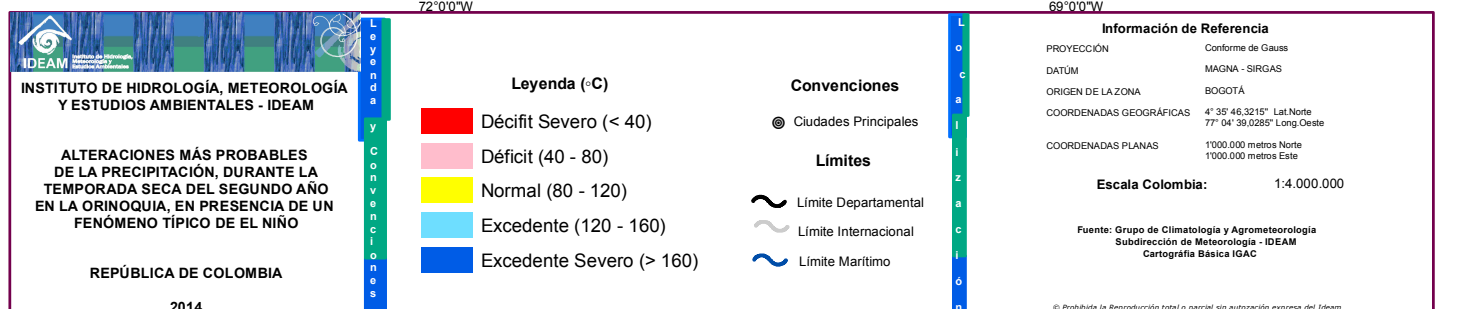 72°0'0"W
69°0'0"W
IDEAM
Instituto de Hidrología,
Meteorología y
Estudios Ambientales
INSTITUTO DE HIDROLOGÍA, METEOROLOGÍA
Y ESTUDIOS AMBIENTALES - IDEAM
ALTERACIONES MÁS PROBABLES
DE LA PRECIPITACIÓN, DURANTE LA
TEMPORADA SECA DEL SEGUNDO AÑO
EN LA ORINOQUIA, EN PRESENCIA DE UN
FENÓMENO TÍPICO DE EL NIÑO
REPÚBLICA DE COLOMBIA
2014
Leyenda y Convenciones
Leyenda (◦C)
Décifit Severo (< 40)
Déficit (40 - 80)
Normal (80 - 120)
Excedente (120 - 160)
Excedente Severo (> 160)
Convenciones
Ciudades Principales
Límites
Límite Departamental
Límite Internacional
Límite Marítimo
Localización
Información de Referencia
PROYECCIÓN Conforme de Gauss
DATÚM MAGNA - SIRGAS
ORIGEN DE LA ZONA BOGOTÁ
COORDENADAS GEOGRÁFICAS 4° 35' 46,3215" Lat.Norte
77° 04' 39,0285" Long.Oeste
COORDENADAS PLANAS 1'000.000 metros Norte
1'000.000 metros Este
Escala Colombia: 1:4.000.000
Fuente: Grupo de Climatología y Agrometeorología
Subdirección de Meteorología - IDEAM
Cartográfia Básica IGAC
© Prohibida la Reproducción total o parcial sin autozación expresa del Ideam